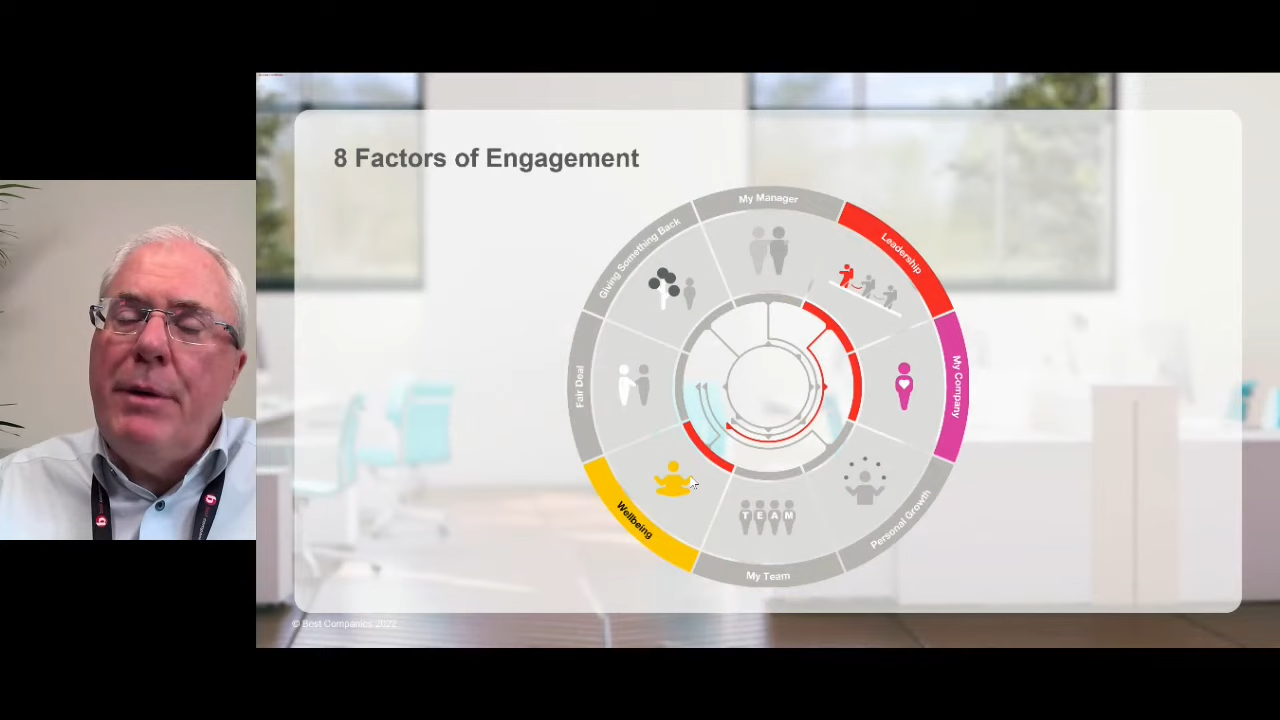 8 Factors of Engagement
My Manager
Leadership
My Company
Personal Growth
My Team
Wellbeing
Fair Deal
Giving Something Back
TEAM
© Best Companies 2022